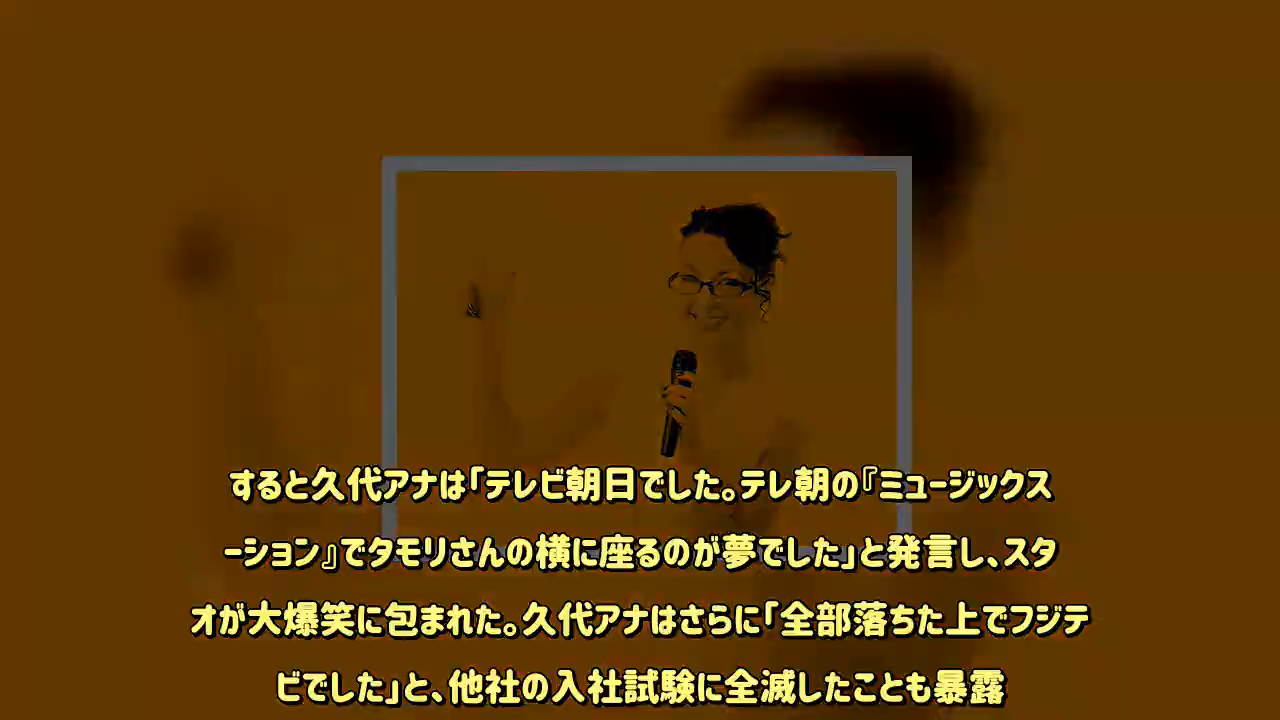 すると久代アナは「テレビ朝日でした。テレ朝の『ミュージックス
ーション』でタモリさんの横に座るのが夢でした」と発言し、スタ
オが大爆笑に包まれた。久代アナはさらに「全部落ちた上でフジテ
ビでした」と、他社の入社試験に全滅したことも暴露